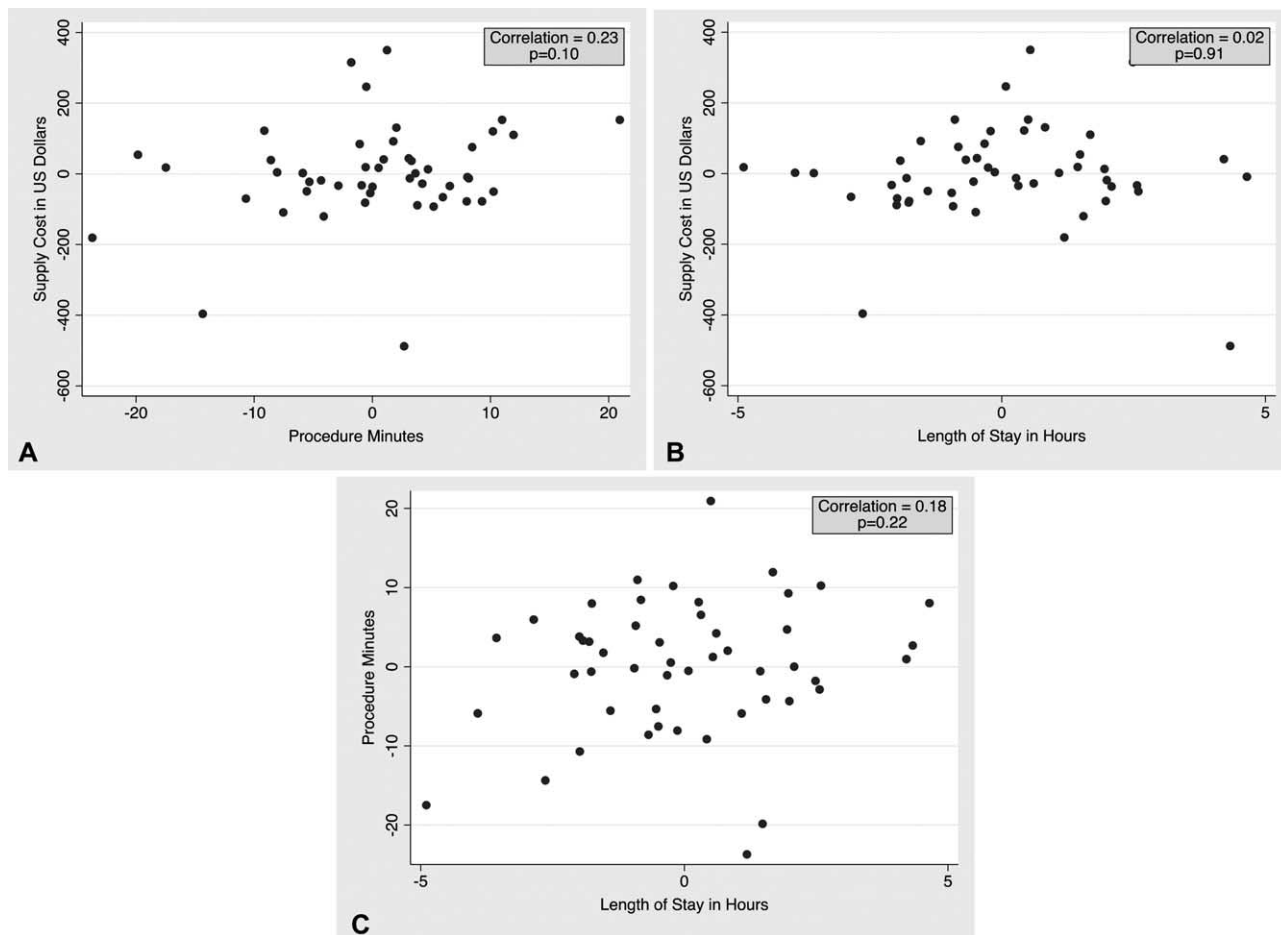 Correlation = 0.23
p=0.10
400
200
0
-200
-400
-600
Supply Cost in US Dollars
-20
-10
0
10
20
Procedure Minutes
A
Correlation = 0.02
p=0.91
400
200
0
-200
-400
-600
Supply Cost in US Dollars
-5
0
5
Length of Stay in Hours
B
Correlation = 0.18
p=0.22
20
10
0
-10
-20
Procedure Minutes
-5
0
5
Length of Stay in Hours
C